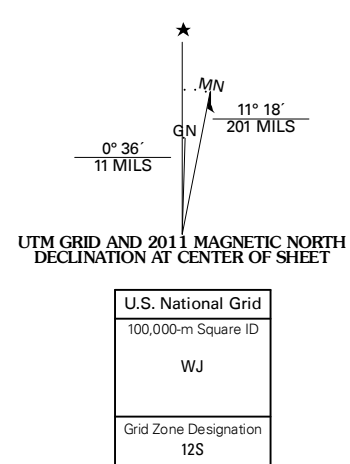 ★
MN
GN
11° 18´
201 MILS
0° 36´
11 MILS
UTM GRID AND 2011 MAGNETIC NORTH
DECLINATION AT CENTER OF SHEET
U.S. National Grid
100,000-m Square ID
WJ
Grid Zone Designation
12S